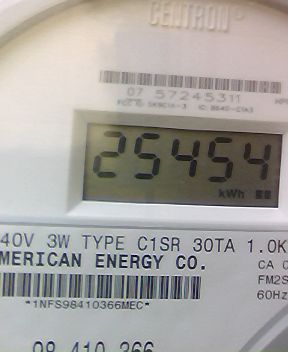 CENTRON®
07 57245311
25454
kWh
40V 3W TYPE C1SR 30TA 1.0K
MERICAN ENERGY CO.
CA 0
FM2S
60Hz
*1NFS98410366MEC*
98 410 366